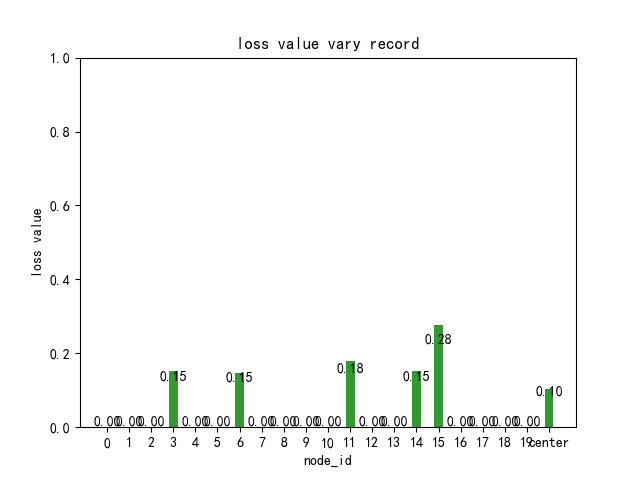 loss value vary record
1.0
0.8
0.6
0.4
0.2
0.0
loss value
0.00 0.00 0.00 0.15 0.00 0.00 0.15 0.00 0.00 0.00 0.00 0.18 0.00 0.00 0.15 0.28 0.00 0.00 0.00 0.00 0.10
0 1 2 3 4 5 6 7 8 9 10 11 12 13 14 15 16 17 18 19 center
node_id